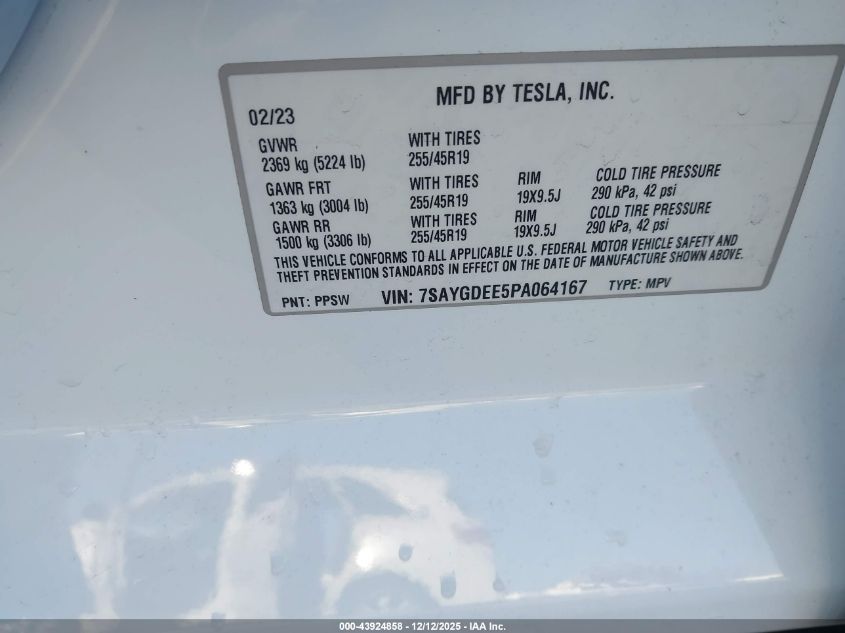 MFD BY TESLA, INC.
02/23
GVWR WITH TIRES
2369 kg (5224 lb) 255/45R19
GAWR FRT WITH TIRES RIM COLD TIRE PRESSURE
1363 kg (3004 lb) 255/45R19 19X9.5J 290 kPa, 42 psi
GAWR RR WITH TIRES RIM COLD TIRE PRESSURE
1500 kg (3306 lb) 255/45R19 19X9.5J 290 kPa, 42 psi
THIS VEHICLE CONFORMS TO ALL APPLICABLE U.S. FEDERAL MOTOR VEHICLE SAFETY AND
THEFT PREVENTION STANDARDS IN EFFECT ON THE DATE OF MANUFACTURE SHOWN ABOVE.
PNT: PPSW VIN: 7SAYGDEE5PA064167 TYPE: MPV
000-43924858 - 12/12/2025 - IAA Inc.